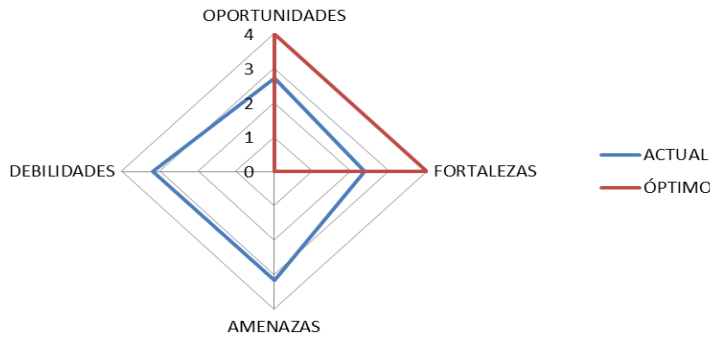 OPORTUNIDADES
4
3
2
1
0
DEBILIDADES
FORTALEZAS
AMENAZAS
ACTUAL
ÓPTIMO